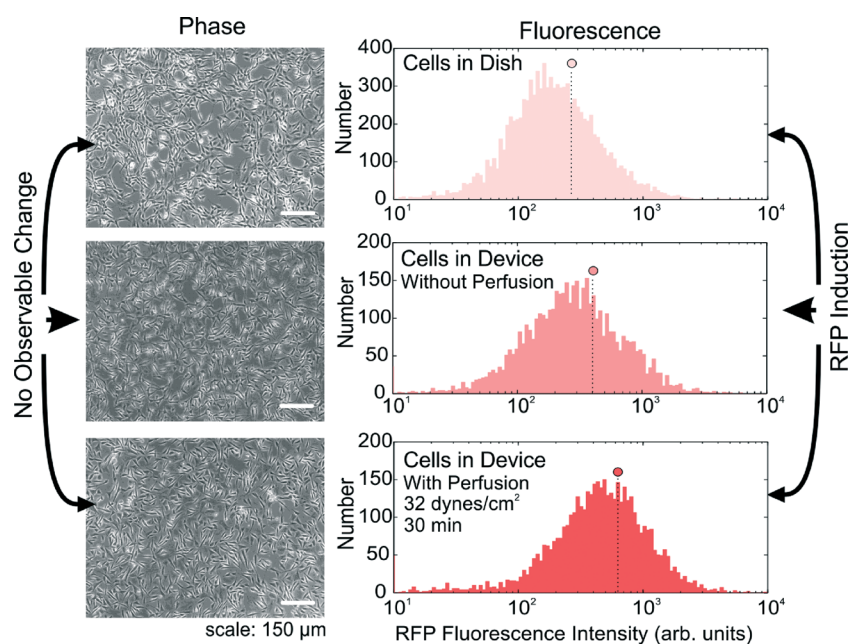 Phase
Fluorescence
No Observable Change
scale: 150 µm
400
300
200
100
0
Number
Cells in Dish
10¹
10²
10³
10⁴
200
150
100
50
0
Number
Cells in Device
Without Perfusion
10¹
10²
10³
10⁴
200
150
100
50
0
Number
Cells in Device
With Perfusion
32 dynes/cm²
30 min
10¹
10²
10³
10⁴
RFP Fluorescence Intensity (arb. units)
RFP Induction